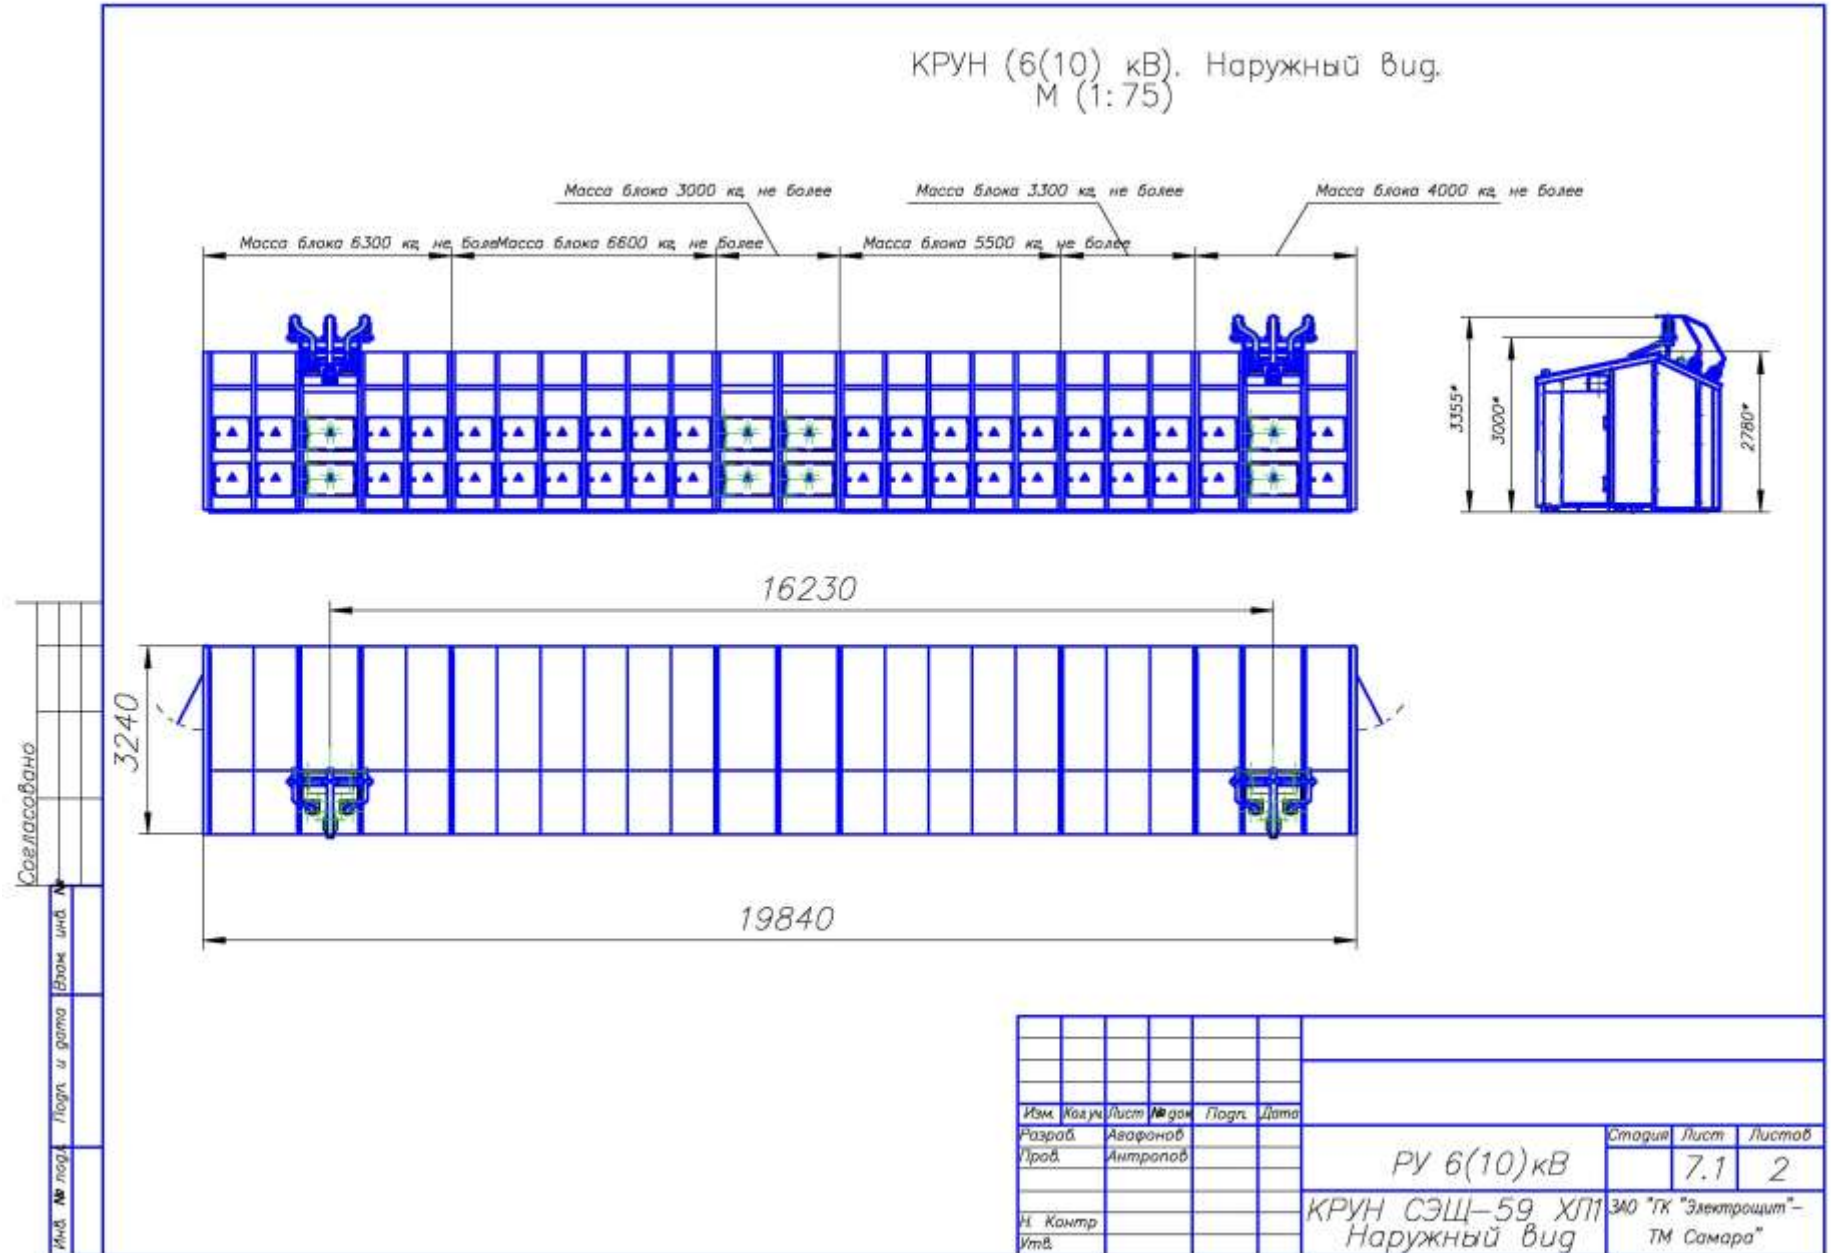 КРУН (6(10) кВ). Наружный вид.
М (1:75)
Масса блока 3000 кг, не более
Масса блока 3300 кг, не более
Масса блока 4000 кг, не более
Масса блока 6300 кг, не более
Масса блока 6600 кг, не более
Масса блока 5500 кг, не более
3355*
3000*
2780*
16230
3240
19840
Согласовано
Взам. инв. №
Подп. и дата
Инв. № подл.
Изм. Кол.уч Лист № док Подп. Дата
Разраб. Агафонов
Пров. Антропов
Н. Контр
Утв.
РУ 6(10)кВ
Стадия Лист Листов
7.1 2
КРУН СЭЩ-59 ХЛ1
Наружный вид
ЗАО "ГК "Электрощит"-
ТМ Самара"